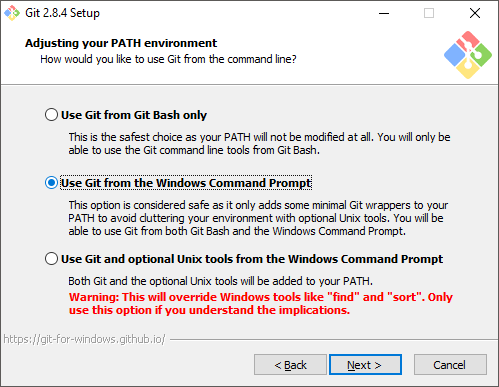 Git 2.8.4 Setup
Adjusting your PATH environment
How would you like to use Git from the command line?
Use Git from Git Bash only
This is the safest choice as your PATH will not be modified at all. You will only be
able to use the Git command line tools from Git Bash.
Use Git from the Windows Command Prompt
This option is considered safe as it only adds some minimal Git wrappers to your
PATH to avoid cluttering your environment with optional Unix tools. You will be
able to use Git from both Git Bash and the Windows Command Prompt.
Use Git and optional Unix tools from the Windows Command Prompt
Both Git and the optional Unix tools will be added to your PATH.
Warning: This will override Windows tools like "find" and "sort". Only
use this option if you understand the implications.
https://git-for-windows.github.io/
< Back Next > Cancel